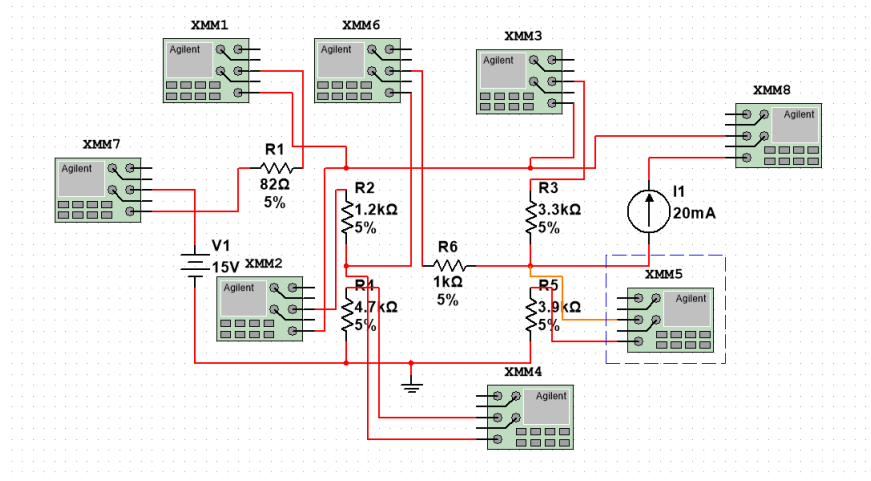 XMM1
XMM6
XMM3
XMM8
Agilent
Agilent
Agilent
Agilent
XMM7
Agilent
R1
82Ω
5%
R2
1.2kΩ
5%
R3
3.3kΩ
5%
I1
20mA
V1
15V
XMM2
Agilent
R6
1kΩ
5%
R4
4.7kΩ
5%
R5
3.9kΩ
5%
XMM5
Agilent
XMM4
Agilent